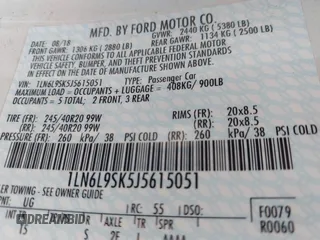 MFD. BY FORD MOTOR CO.
DATE: 08/18 GVWR: 2440 KG ( 5380 LB)
FRONT GAWR: 1306 KG ( 2880 LB) REAR GAWR: 1134 KG ( 2500 LB)
THIS VEHICLE CONFORMS TO ALL APPLICABLE FEDERAL MOTOR
VEHICLE SAFETY, BUMPER, AND THEFT PREVENTION STANDARDS
IN EFFECT ON THE DATE OF MANUFACTURE SHOWN ABOVE.
VIN: 1LN6L9SK5J5615051 TYPE: Passenger Car
MAXIMUM LOAD = OCCUPANTS + LUGGAGE = 408KG/ 900LB
OCCUPANTS = 5 TOTAL: 2 FRONT, 3 REAR
TIRE (FR): 245/40R20 99W RIMS (FR): 20x8.5
(RR): 245/40R20 99W (RR): 20x8.5
PRESSURE (FR) 260 kPa/ 38 PSI COLD (RR) 260 kPa/ 38 PSI COLD
1LN6L9SK5J5615051
ER TOWING - SEE OWNER GUIDE
PNT: UG RC: 55 DSO: F0079
AXLE TR SPR R0060
DREAMBID